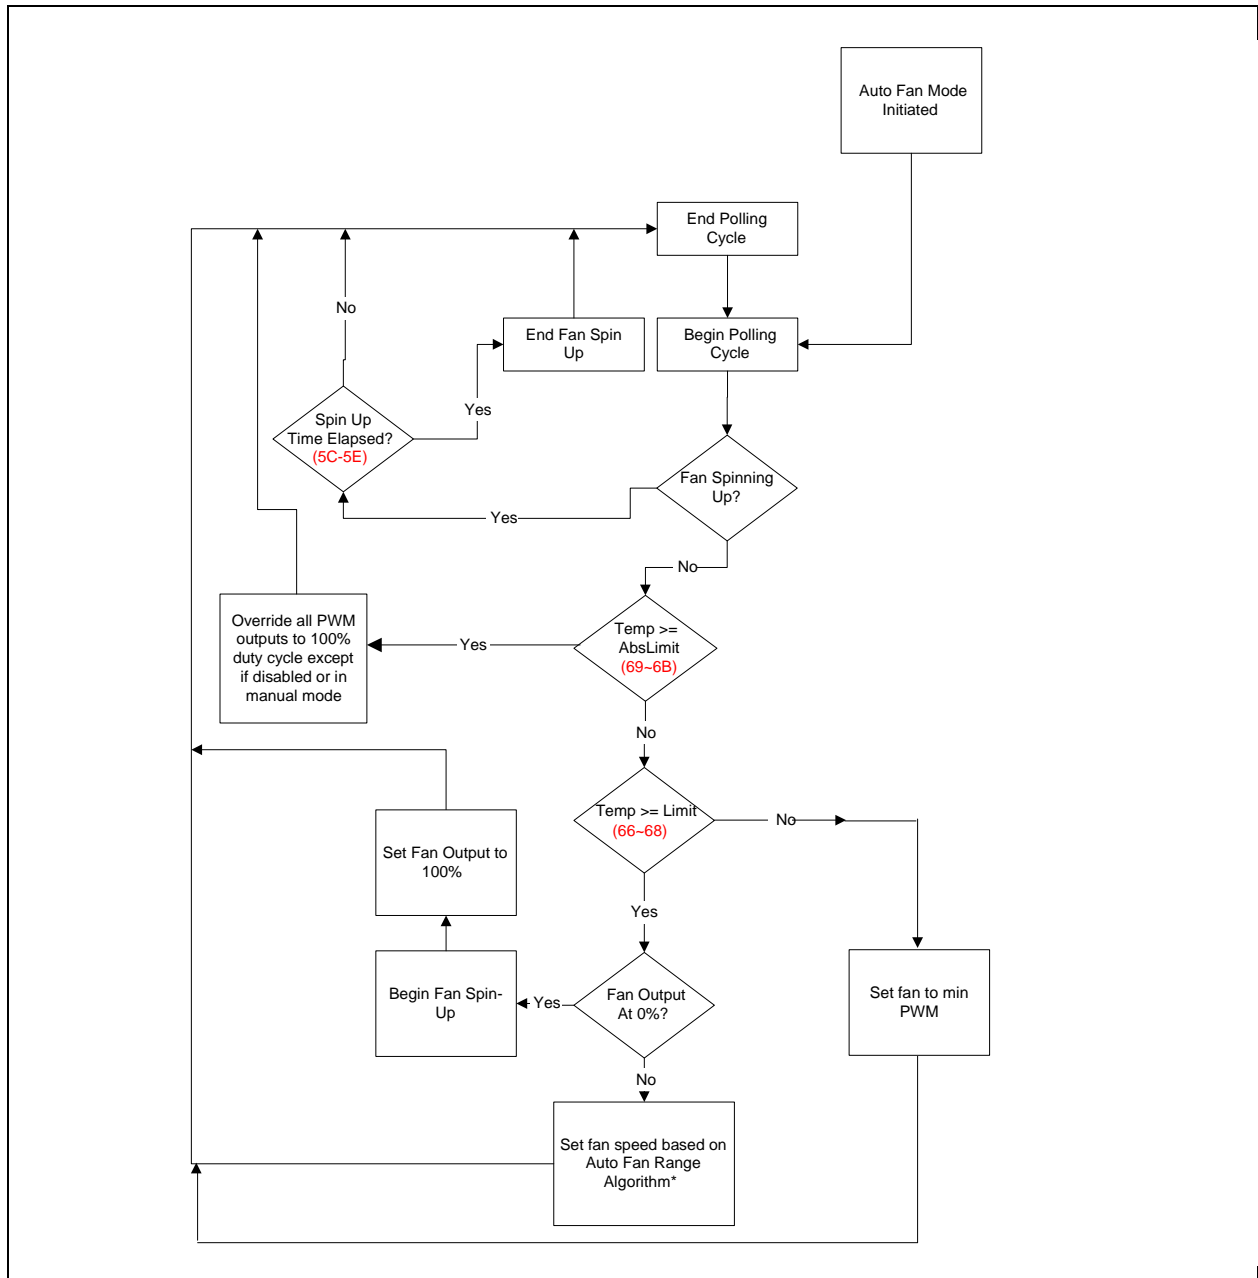 Auto Fan Mode
Initiated
End Polling
Cycle
No
End Fan Spin
Up
Begin Polling
Cycle
Yes
Spin Up
Time Elapsed?
(5C-5E)
Fan Spinning
Up?
Yes
No
Override all PWM
outputs to 100%
duty cycle except
if disabled or in
manual mode
Yes
Temp >=
AbsLimit
(69~6B)
No
Temp >= Limit
(66~68)
No
Set Fan Output to
100%
Yes
Begin Fan Spin-
Up
Yes
Fan Output
At 0%?
Set fan to min
PWM
No
Set fan speed based on
Auto Fan Range
Algorithm*